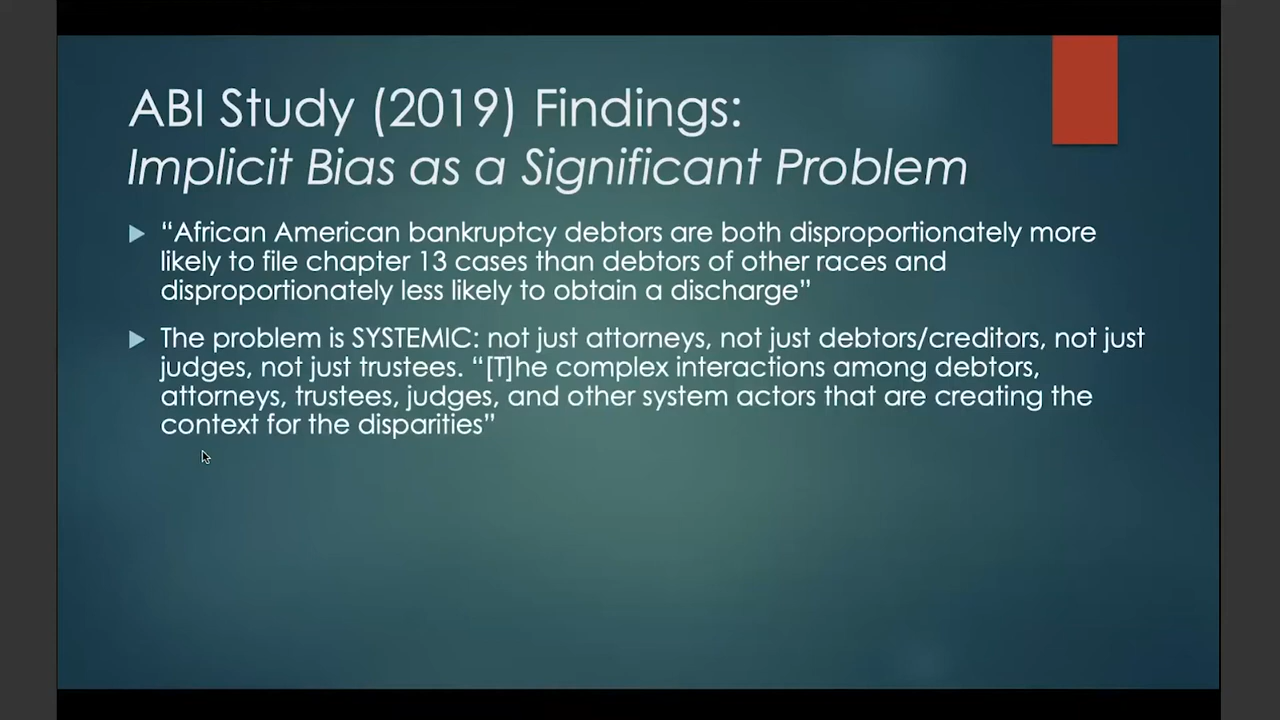 ABI Study (2019) Findings:
Implicit Bias as a Significant Problem
“African American bankruptcy debtors are both disproportionately more
likely to file chapter 13 cases than debtors of other races and
disproportionately less likely to obtain a discharge”
The problem is SYSTEMIC: not just attorneys, not just debtors/creditors, not just
judges, not just trustees. “[T]he complex interactions among debtors,
attorneys, trustees, judges, and other system actors that are creating the
context for the disparities”